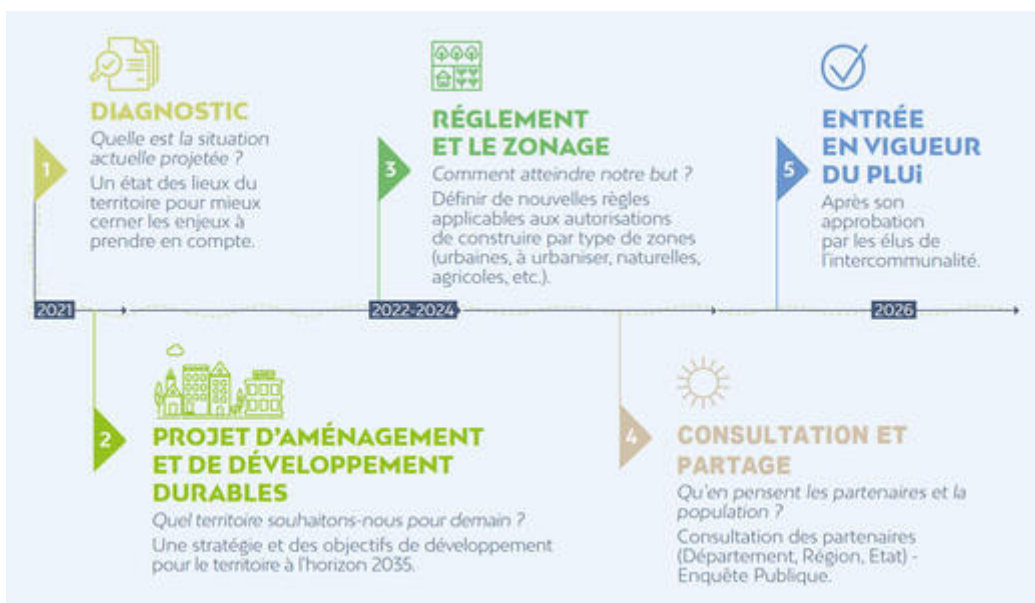 1
DIAGNOSTIC
Quelle est la situation
actuelle projetée ?
Un état des lieux du
territoire pour mieux
cerner les enjeux à
prendre en compte.
3
RÉGLEMENT
ET LE ZONAGE
Comment atteindre notre but ?
Définir de nouvelles règles
applicables aux autorisations
de construire par type de zones
(urbaines, à urbaniser, naturelles,
agricoles, etc.).
5
ENTRÉE
EN VIGUEUR
DU PLUi
Après son
approbation
par les élus de
l'intercommunalité.
2021
2022-2024
2026
2
PROJET D'AMÉNAGEMENT
ET DE DÉVELOPPEMENT
DURABLES
Quel territoire souhaitons-nous pour demain ?
Une stratégie et des objectifs de développement
pour le territoire à l'horizon 2035.
4
CONSULTATION ET
PARTAGE
Qu'en pensent les partenaires et la
population ?
Consultation des partenaires
(Département, Région, Etat) -
Enquête Publique.